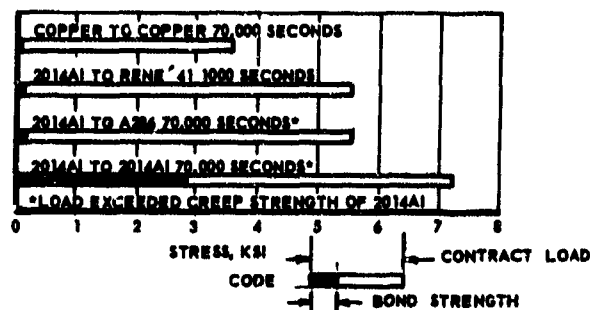 COPPER TO COPPER 70,000 SECONDS
2014Al TO RENE´41 1000 SECONDS
2014Al TO A286 70,000 SECONDS*
2014Al TO 2014Al 70,000 SECONDS*
*LOAD EXCEEDED CREEP STRENGTH OF 2014Al
0 1 2 3 4 5 6 7 8
STRESS, KSI
CONTRACT LOAD
CODE
BOND STRENGTH